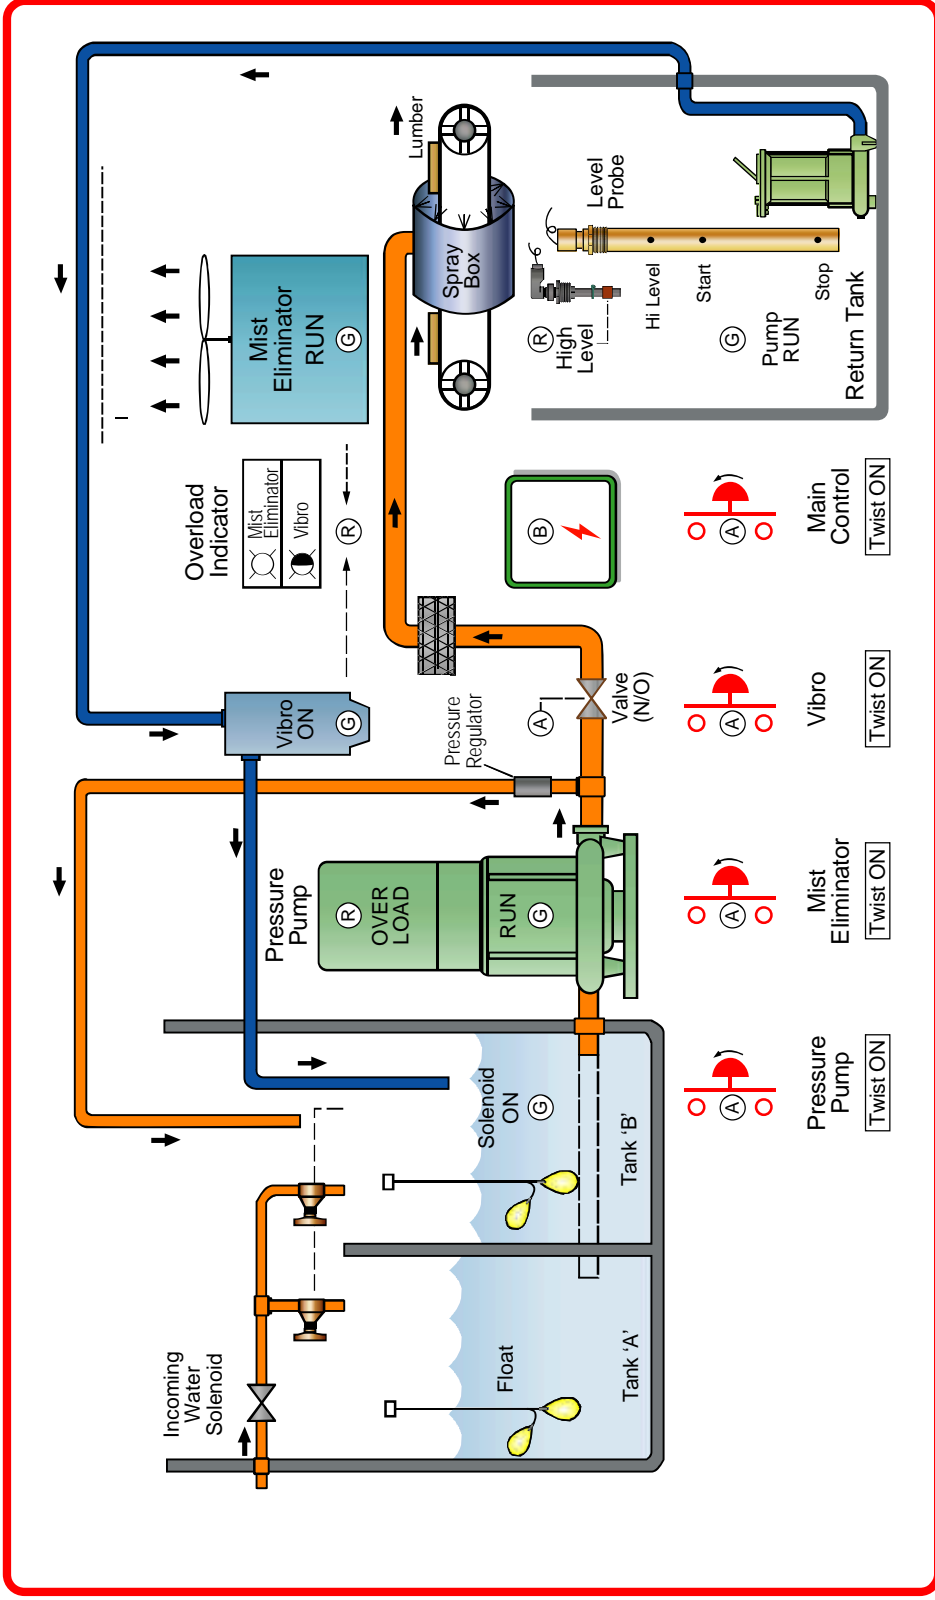 Incoming
Water
Solenoid
Float
Tank ‘A’
Solenoid
ON
G
Tank ‘B’
Pressure
Pump
R
OVER
LOAD
RUN
G
Pressure
Regulator
Vibro
ON
G
A
Valve
(N/O)
Overload
Indicator
Mist
Eliminator
Vibro
R
B
Mist
Eliminator
RUN
G
Spray
Box
Lumber
R
High
Level
Level
Probe
Hi Level
Start
Stop
G
Pump
RUN
Return Tank
A
Pressure
Pump
Twist ON
A
Mist
Eliminator
Twist ON
A
Vibro
Twist ON
A
Main
Control
Twist ON